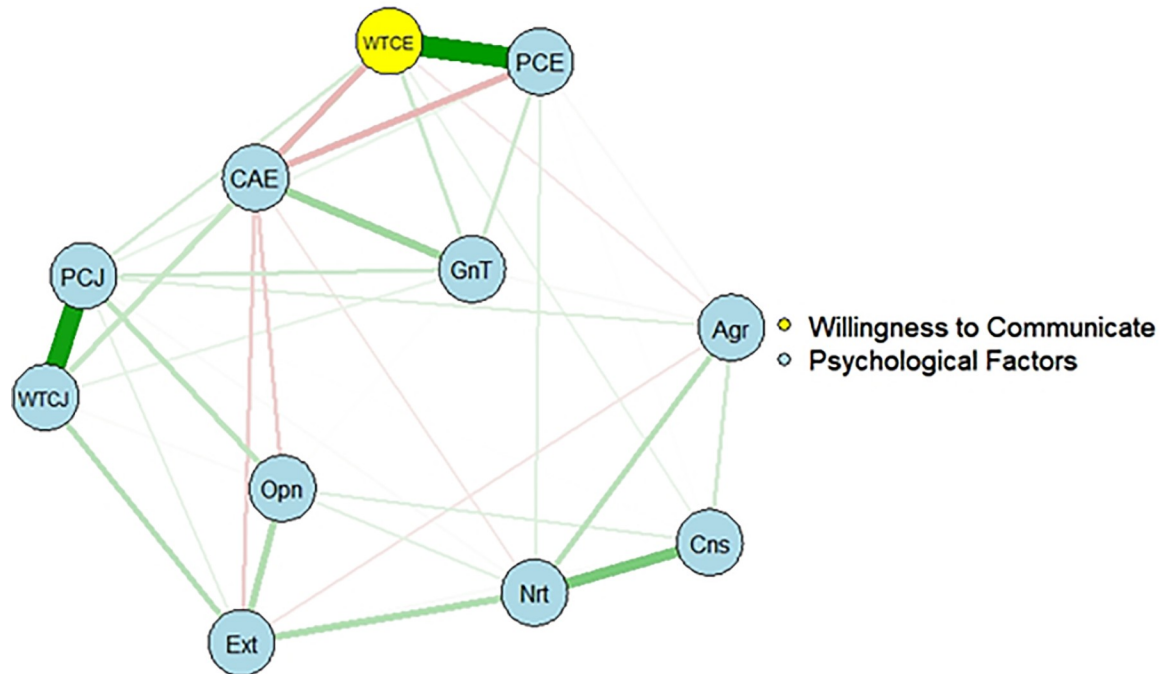 WTCE
PCE
CAE
PCJ
GnT
Agr
Willingness to Communicate
Psychological Factors
WTCJ
Opn
Cns
Nrt
Ext